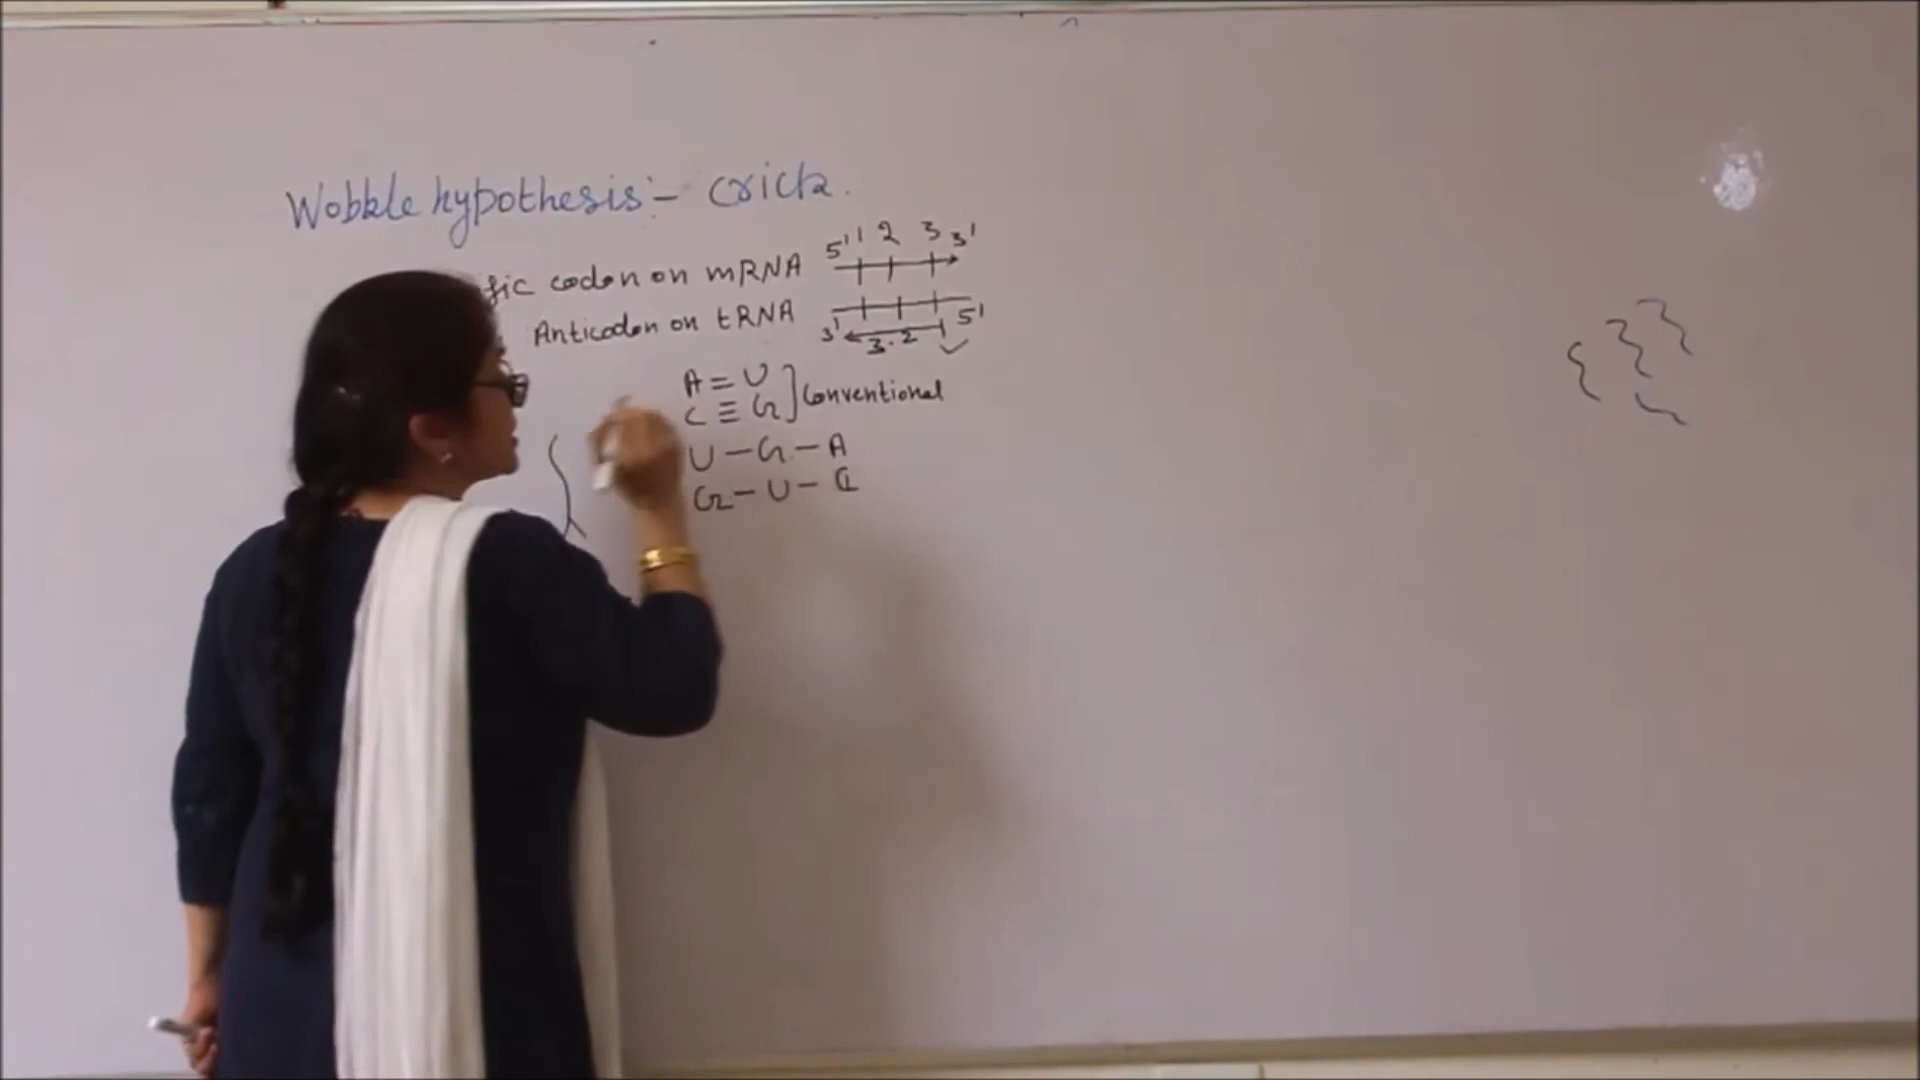 Wobble hypothesis:- Crick.
fic codon on mRNA 5' 1 2 3 3'
Anticodon on tRNA 3' 3.2 5'
A = U
C ≡ G ] Conventional
U - G - A
G - U - C